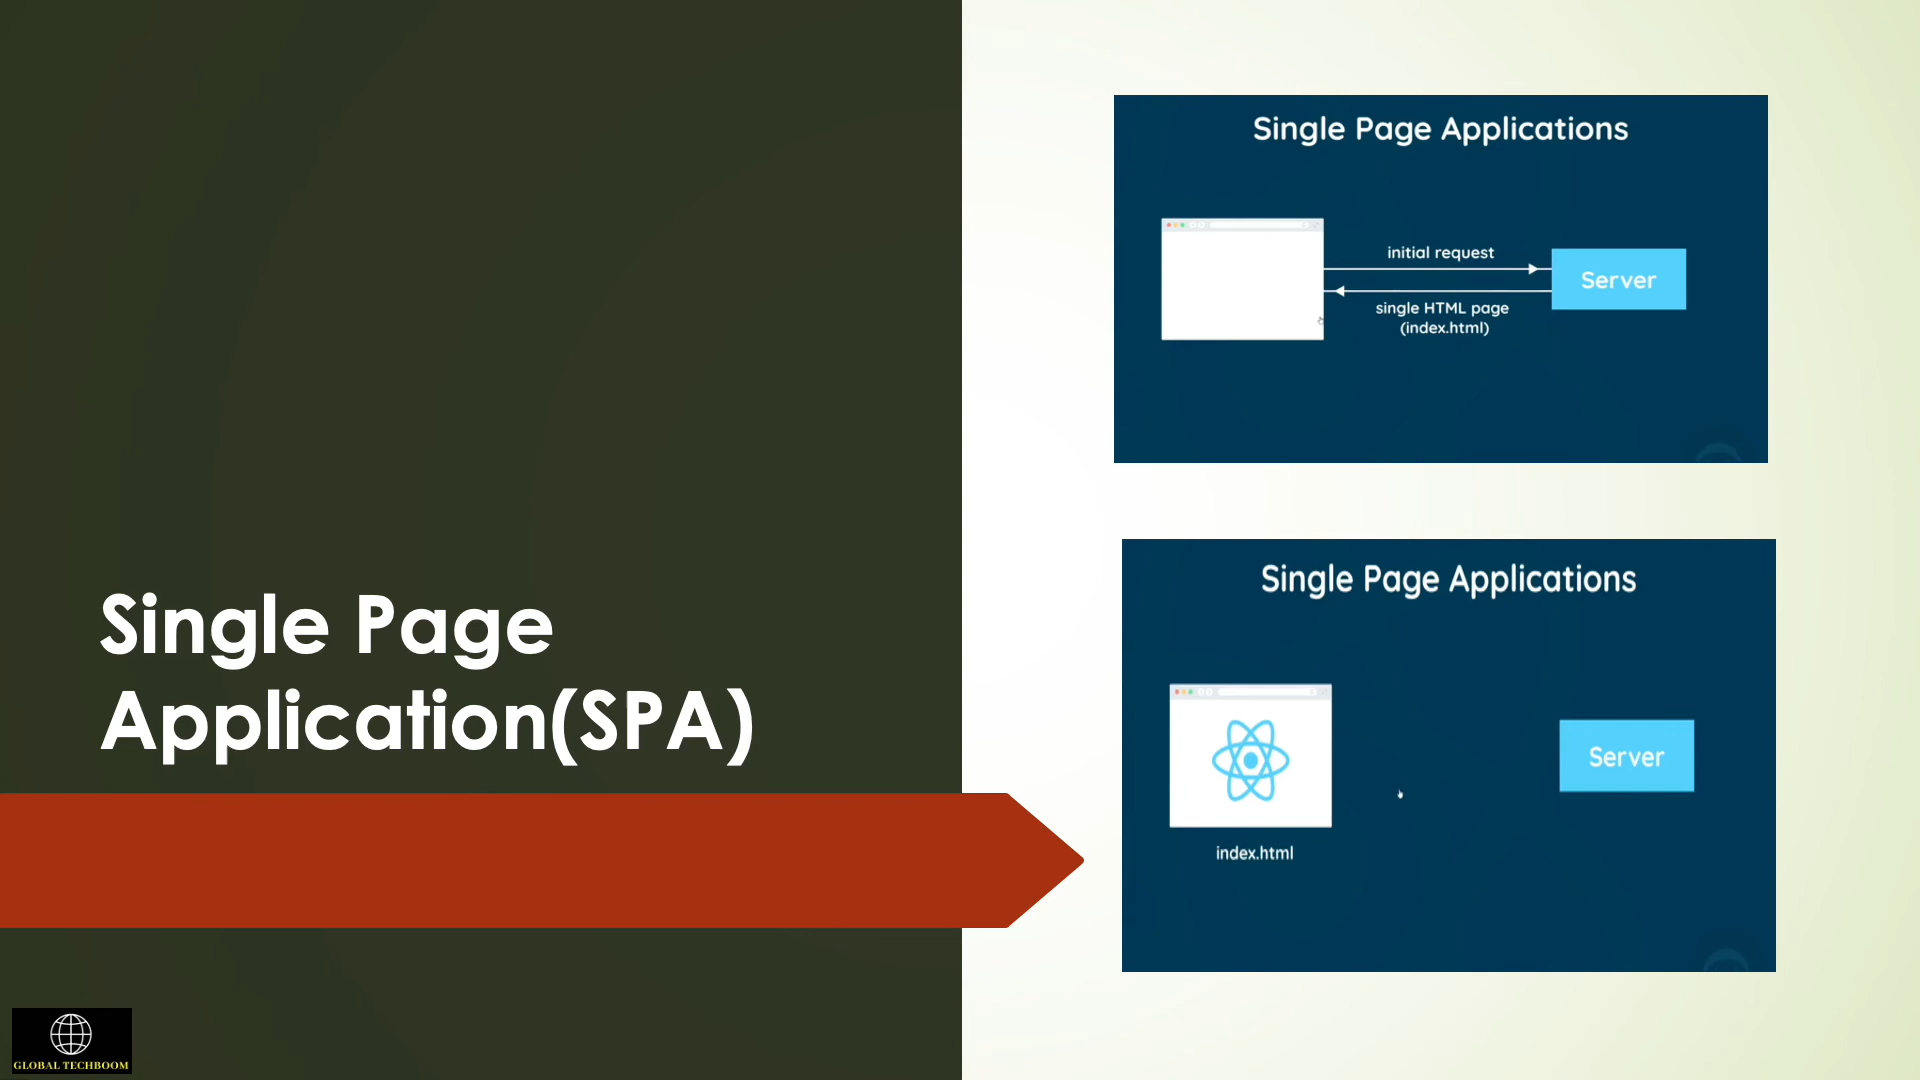 Single Page
Application(SPA)
GLOBAL TECHBOOM
Single Page Applications
initial request
Server
single HTML page
(index.html)
Single Page Applications
Server
index.html